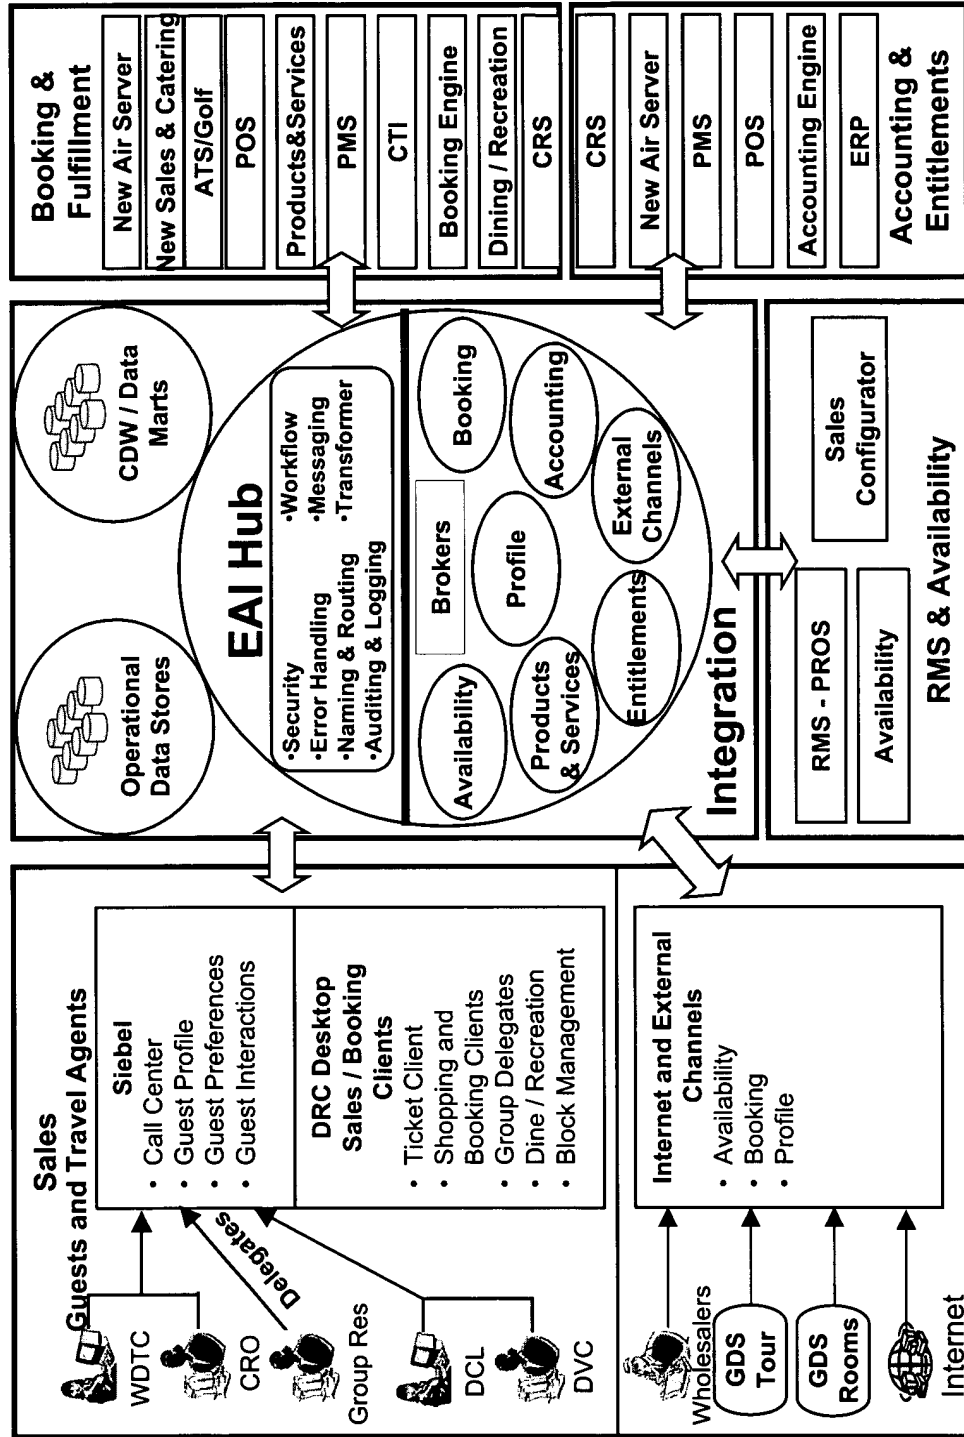 Sales
Guests and Travel Agents
WDTC
CRO
Group Res
DCL
DVC
Delegates
Siebel
• Call Center
• Guest Profile
• Guest Preferences
• Guest Interactions
DRC Desktop
Sales / Booking
Clients
• Ticket Client
• Shopping and
Booking Clients
• Group Delegates
• Dine / Recreation
• Block Management
Wholesalers
GDS
Tour
GDS
Rooms
Internet
Internet and External
Channels
• Availability
• Booking
• Profile
Operational
Data Stores
CDW / Data
Marts
EAI Hub
•Security
•Error Handling
•Naming & Routing
•Auditing & Logging
•Workflow
•Messaging
•Transformer
Brokers
Availability
Profile
Booking
Products
& Services
Accounting
Entitlements
External
Channels
Integration
RMS - PROS
Availability
Sales
Configurator
RMS & Availability
Booking &
Fulfillment
New Air Server
New Sales & Catering
ATS/Golf
POS
Products&Services
PMS
CTI
Booking Engine
Dining / Recreation
CRS
CRS
New Air Server
PMS
POS
Accounting Engine
ERP
Accounting &
Entitlements